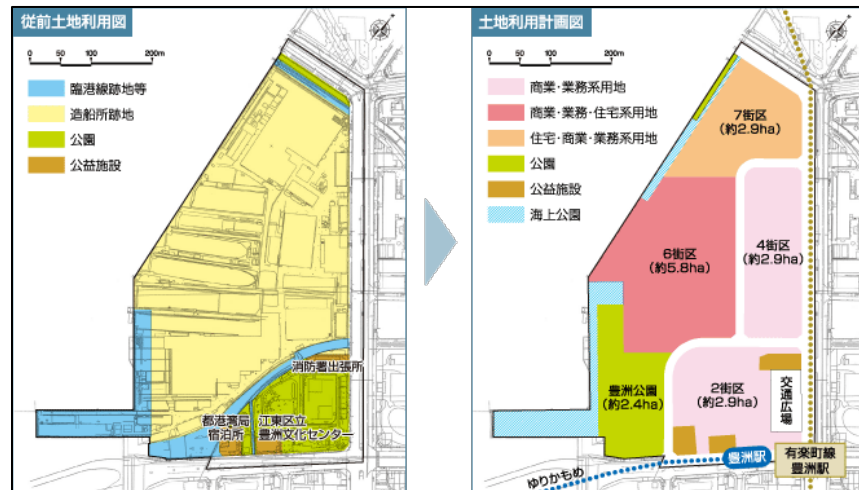 従前土地利用図
0 50 100 200m
臨港線跡地等
造船所跡地
公園
公益施設
消防署出張所
都港湾局
宿泊所
江東区立
豊洲文化センター
土地利用計画図
0 50 100 200m
商業・業務系用地
商業・業務・住宅系用地
住宅・商業・業務系用地
公園
公益施設
海上公園
7街区
(約2.9ha)
4街区
(約2.9ha)
6街区
(約5.8ha)
2街区
(約2.9ha)
豊洲公園
(約2.4ha)
交通広場
豊洲駅
有楽町線
豊洲駅
ゆりかもめ